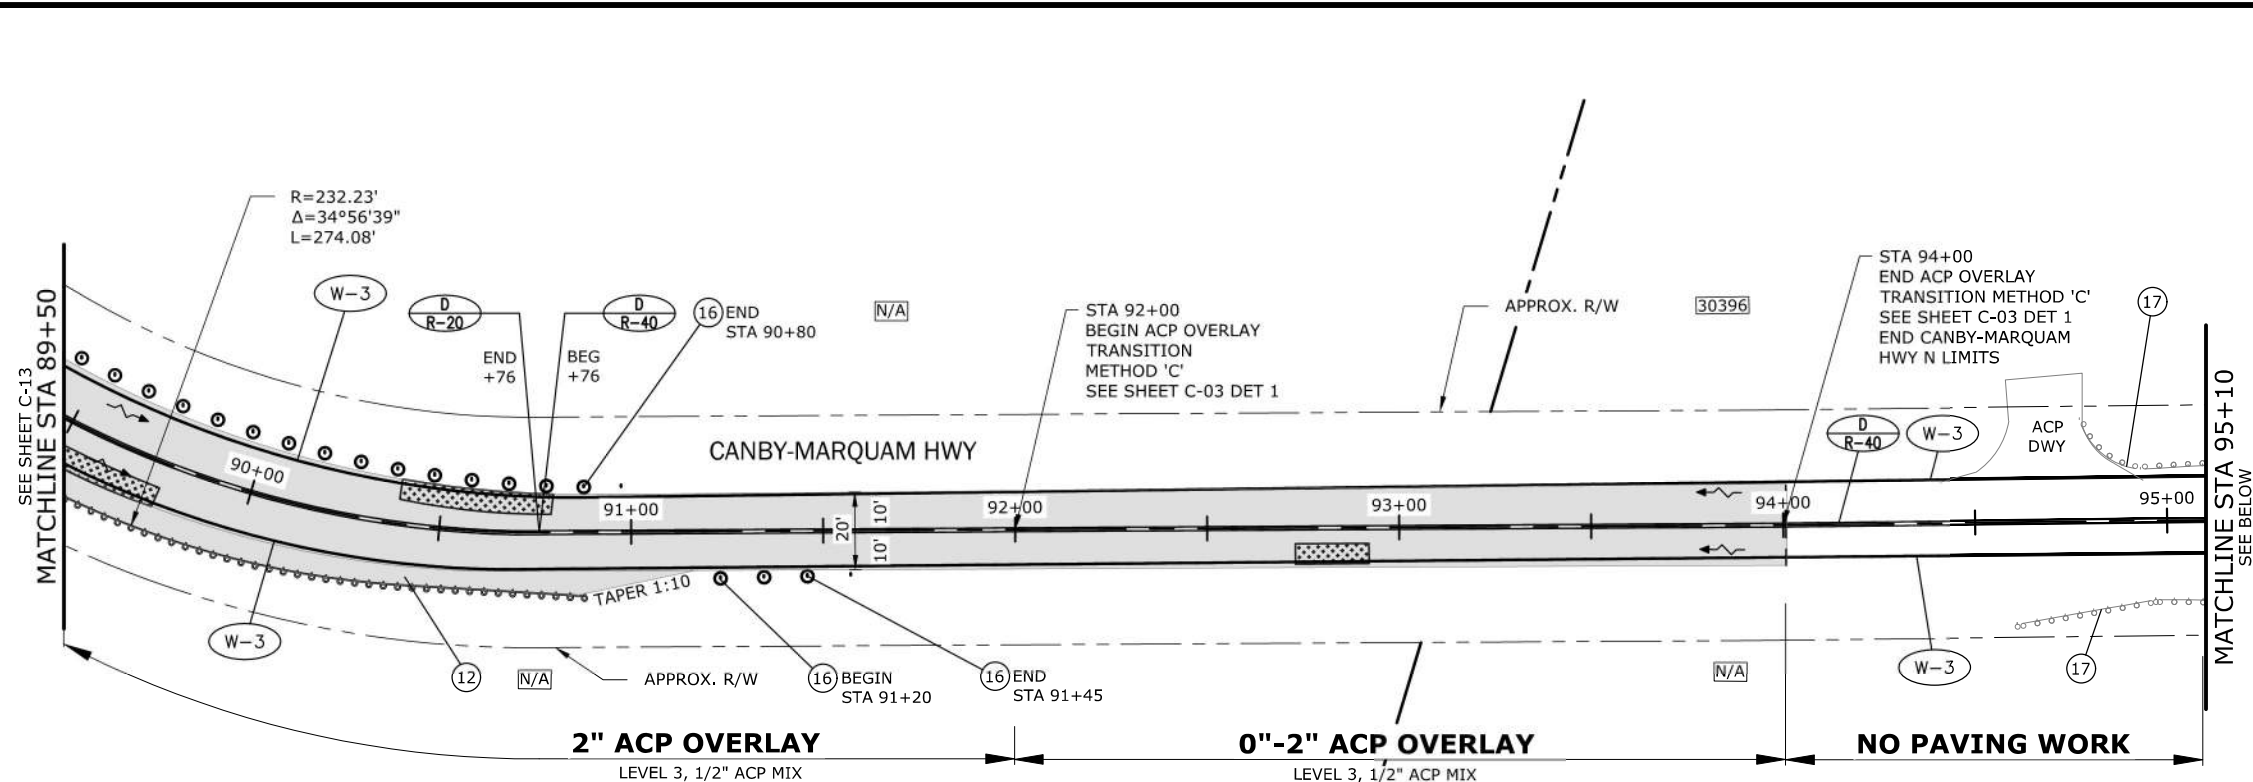 SEE SHEET C-13
MATCHLINE STA 89+50
R=232.23'
Δ=34°56'39"
L=274.08'
W-3
D
R-20
END
+76
D
R-40
BEG
+76
16
END
STA 90+80
N/A
STA 92+00
BEGIN ACP OVERLAY
TRANSITION
METHOD 'C'
SEE SHEET C-03 DET 1
APPROX. R/W
30396
STA 94+00
END ACP OVERLAY
TRANSITION METHOD 'C'
SEE SHEET C-03 DET 1
END CANBY-MARQUAM
HWY N LIMITS
17
D
R-40
W-3
ACP
DWY
CANBY-MARQUAM HWY
90+00
91+00
92+00
93+00
94+00
95+00
20'
10'
10'
TAPER 1:10
W-3
12
N/A
APPROX. R/W
16
BEGIN
STA 91+20
16
END
STA 91+45
N/A
W-3
17
MATCHLINE STA 95+10
SEE BELOW
2" ACP OVERLAY
LEVEL 3, 1/2" ACP MIX
0"-2" ACP OVERLAY
LEVEL 3, 1/2" ACP MIX
NO PAVING WORK